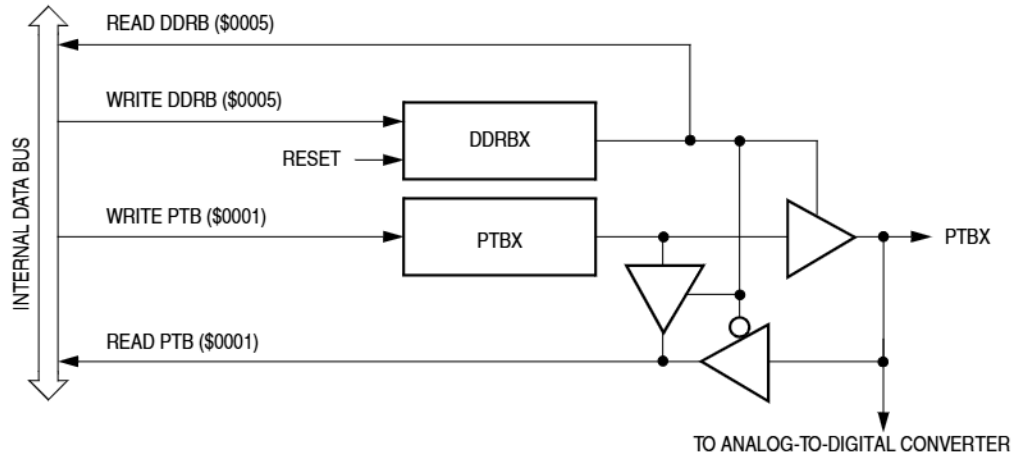 READ DDRB ($0005)
WRITE DDRB ($0005)
DDRBX
RESET
WRITE PTB ($0001)
PTBX
PTBX
READ PTB ($0001)
INTERNAL DATA BUS
TO ANALOG-TO-DIGITAL CONVERTER